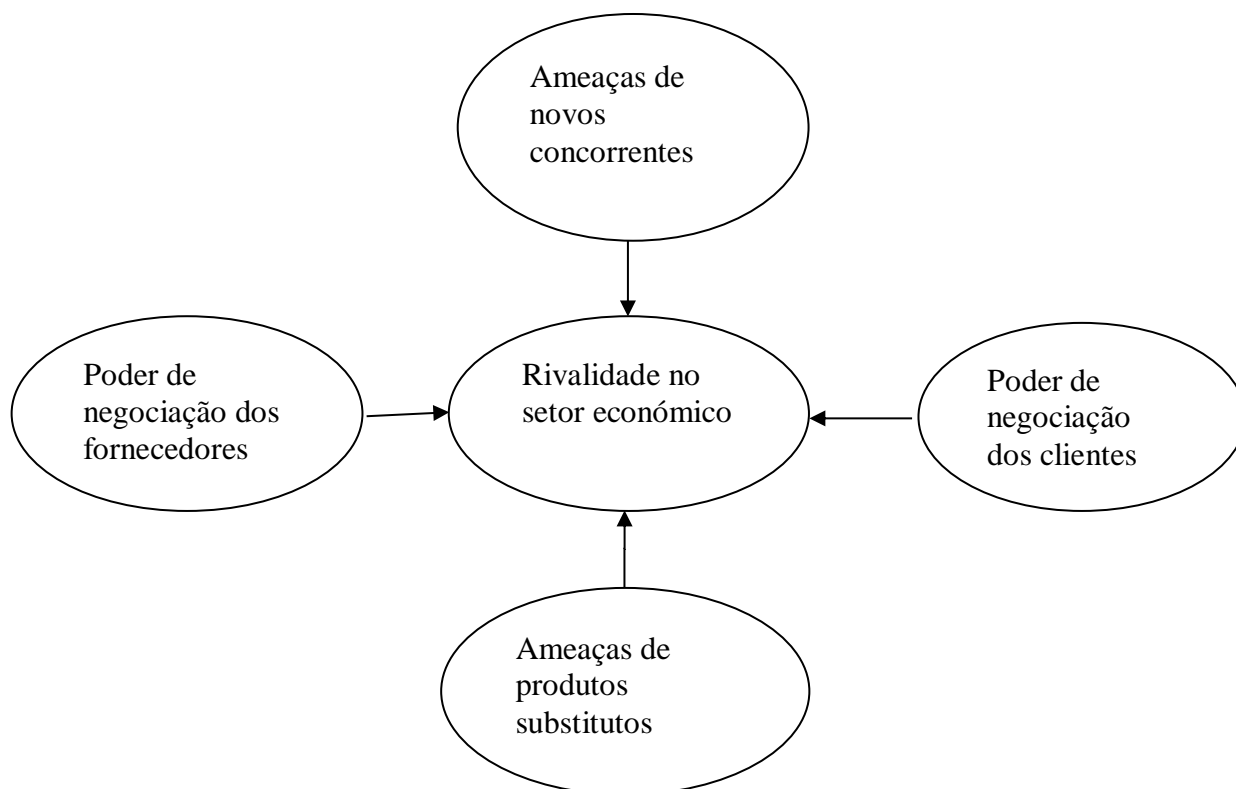 Ameaças de
novos
concorrentes
Poder de
negociação dos
fornecedores
Rivalidade no
setor económico
Poder de
negociação
dos clientes
Ameaças de
produtos
substitutos